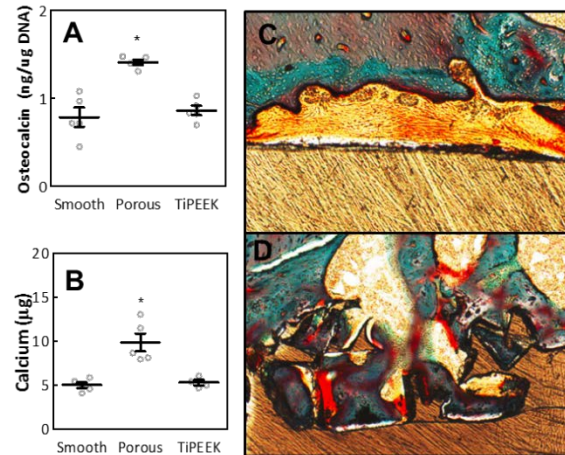 A
Osteocalcin (ng/ug DNA)
2
1
0
*
Smooth Porous TiPEEK
B
Calcium (µg)
20
15
10
5
0
*
Smooth Porous TiPEEK
C
D